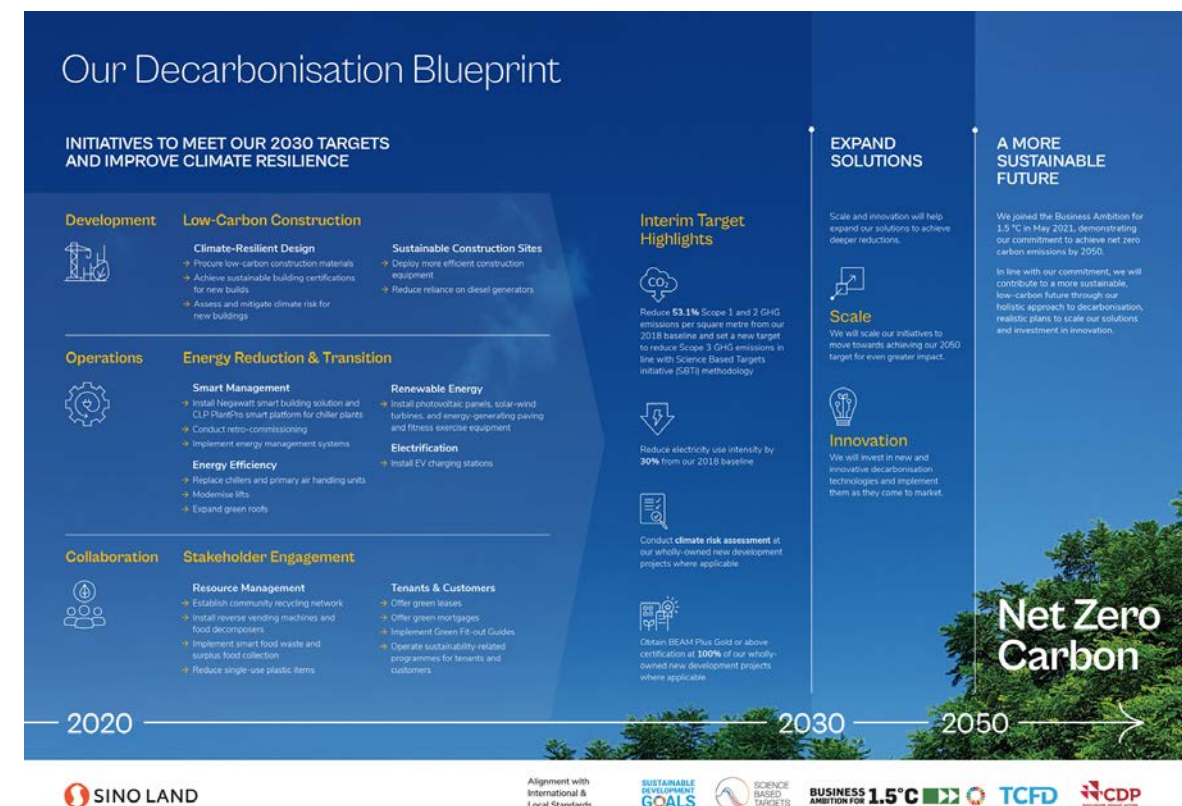 Our Decarbonisation Blueprint
INITIATIVES TO MEET OUR 2030 TARGETS
AND IMPROVE CLIMATE RESILIENCE
Development
Low-Carbon Construction
Climate-Resilient Design
→ Procure low-carbon construction materials
→ Achieve sustainable building certifications
for new builds
→ Assess and mitigate climate risk for
new buildings
Sustainable Construction Sites
→ Deploy more efficient construction
equipment
→ Reduce reliance on diesel generators
Operations
Energy Reduction & Transition
Smart Management
→ Install Negawatt smart building solution and
CLP PlantPro smart platform for chiller plants
→ Conduct retro-commissioning
→ Implement energy management systems
Energy Efficiency
→ Replace chillers and primary air handling units
→ Modernise lifts
→ Expand green roofs
Renewable Energy
→ Install photovoltaic panels, solar-wind
turbines, and energy-generating paving
and fitness exercise equipment
Electrification
→ Install EV charging stations
Collaboration
Stakeholder Engagement
Resource Management
→ Establish community recycling network
→ Install reverse vending machines and
food decomposers
→ Implement smart food waste and
surplus food collection
→ Reduce single-use plastic items
Tenants & Customers
→ Offer green leases
→ Offer green mortgages
→ Implement Green Fit-out Guides
→ Operate sustainability-related
programmes for tenants and
customers
Interim Target
Highlights
CO₂
Reduce 53.1% Scope 1 and 2 GHG
emissions per square metre from our
2018 baseline and set a new target
to reduce Scope 3 GHG emissions in
line with Science Based Targets
initiative (SBTi) methodology
Reduce electricity use intensity by
30% from our 2018 baseline
Conduct climate risk assessment at
our wholly-owned new development
projects where applicable
Obtain BEAM Plus Gold or above
certification at 100% of our wholly-
owned new development projects
where applicable
EXPAND
SOLUTIONS
Scale and innovation will help
expand our solutions to achieve
deeper reductions.
Scale
We will scale our initiatives to
move towards achieving our 2050
target for even greater impact.
Innovation
We will invest in new and
innovative decarbonisation
technologies and implement
them as they come to market.
A MORE
SUSTAINABLE
FUTURE
We joined the Business Ambition for
1.5 °C in May 2021, demonstrating
our commitment to achieve net zero
carbon emissions by 2050.
In line with our commitment, we will
contribute to a more sustainable,
low-carbon future through our
holistic approach to decarbonisation,
realistic plans to scale our solutions
and investment in innovation.
Net Zero
Carbon
2020
2030
2050
SINO LAND
Alignment with
International &
Local Standards
SUSTAINABLE
DEVELOPMENT
GOALS
SCIENCE
BASED
TARGETS
BUSINESS
AMBITION FOR 1.5°C
TCFD
CDP